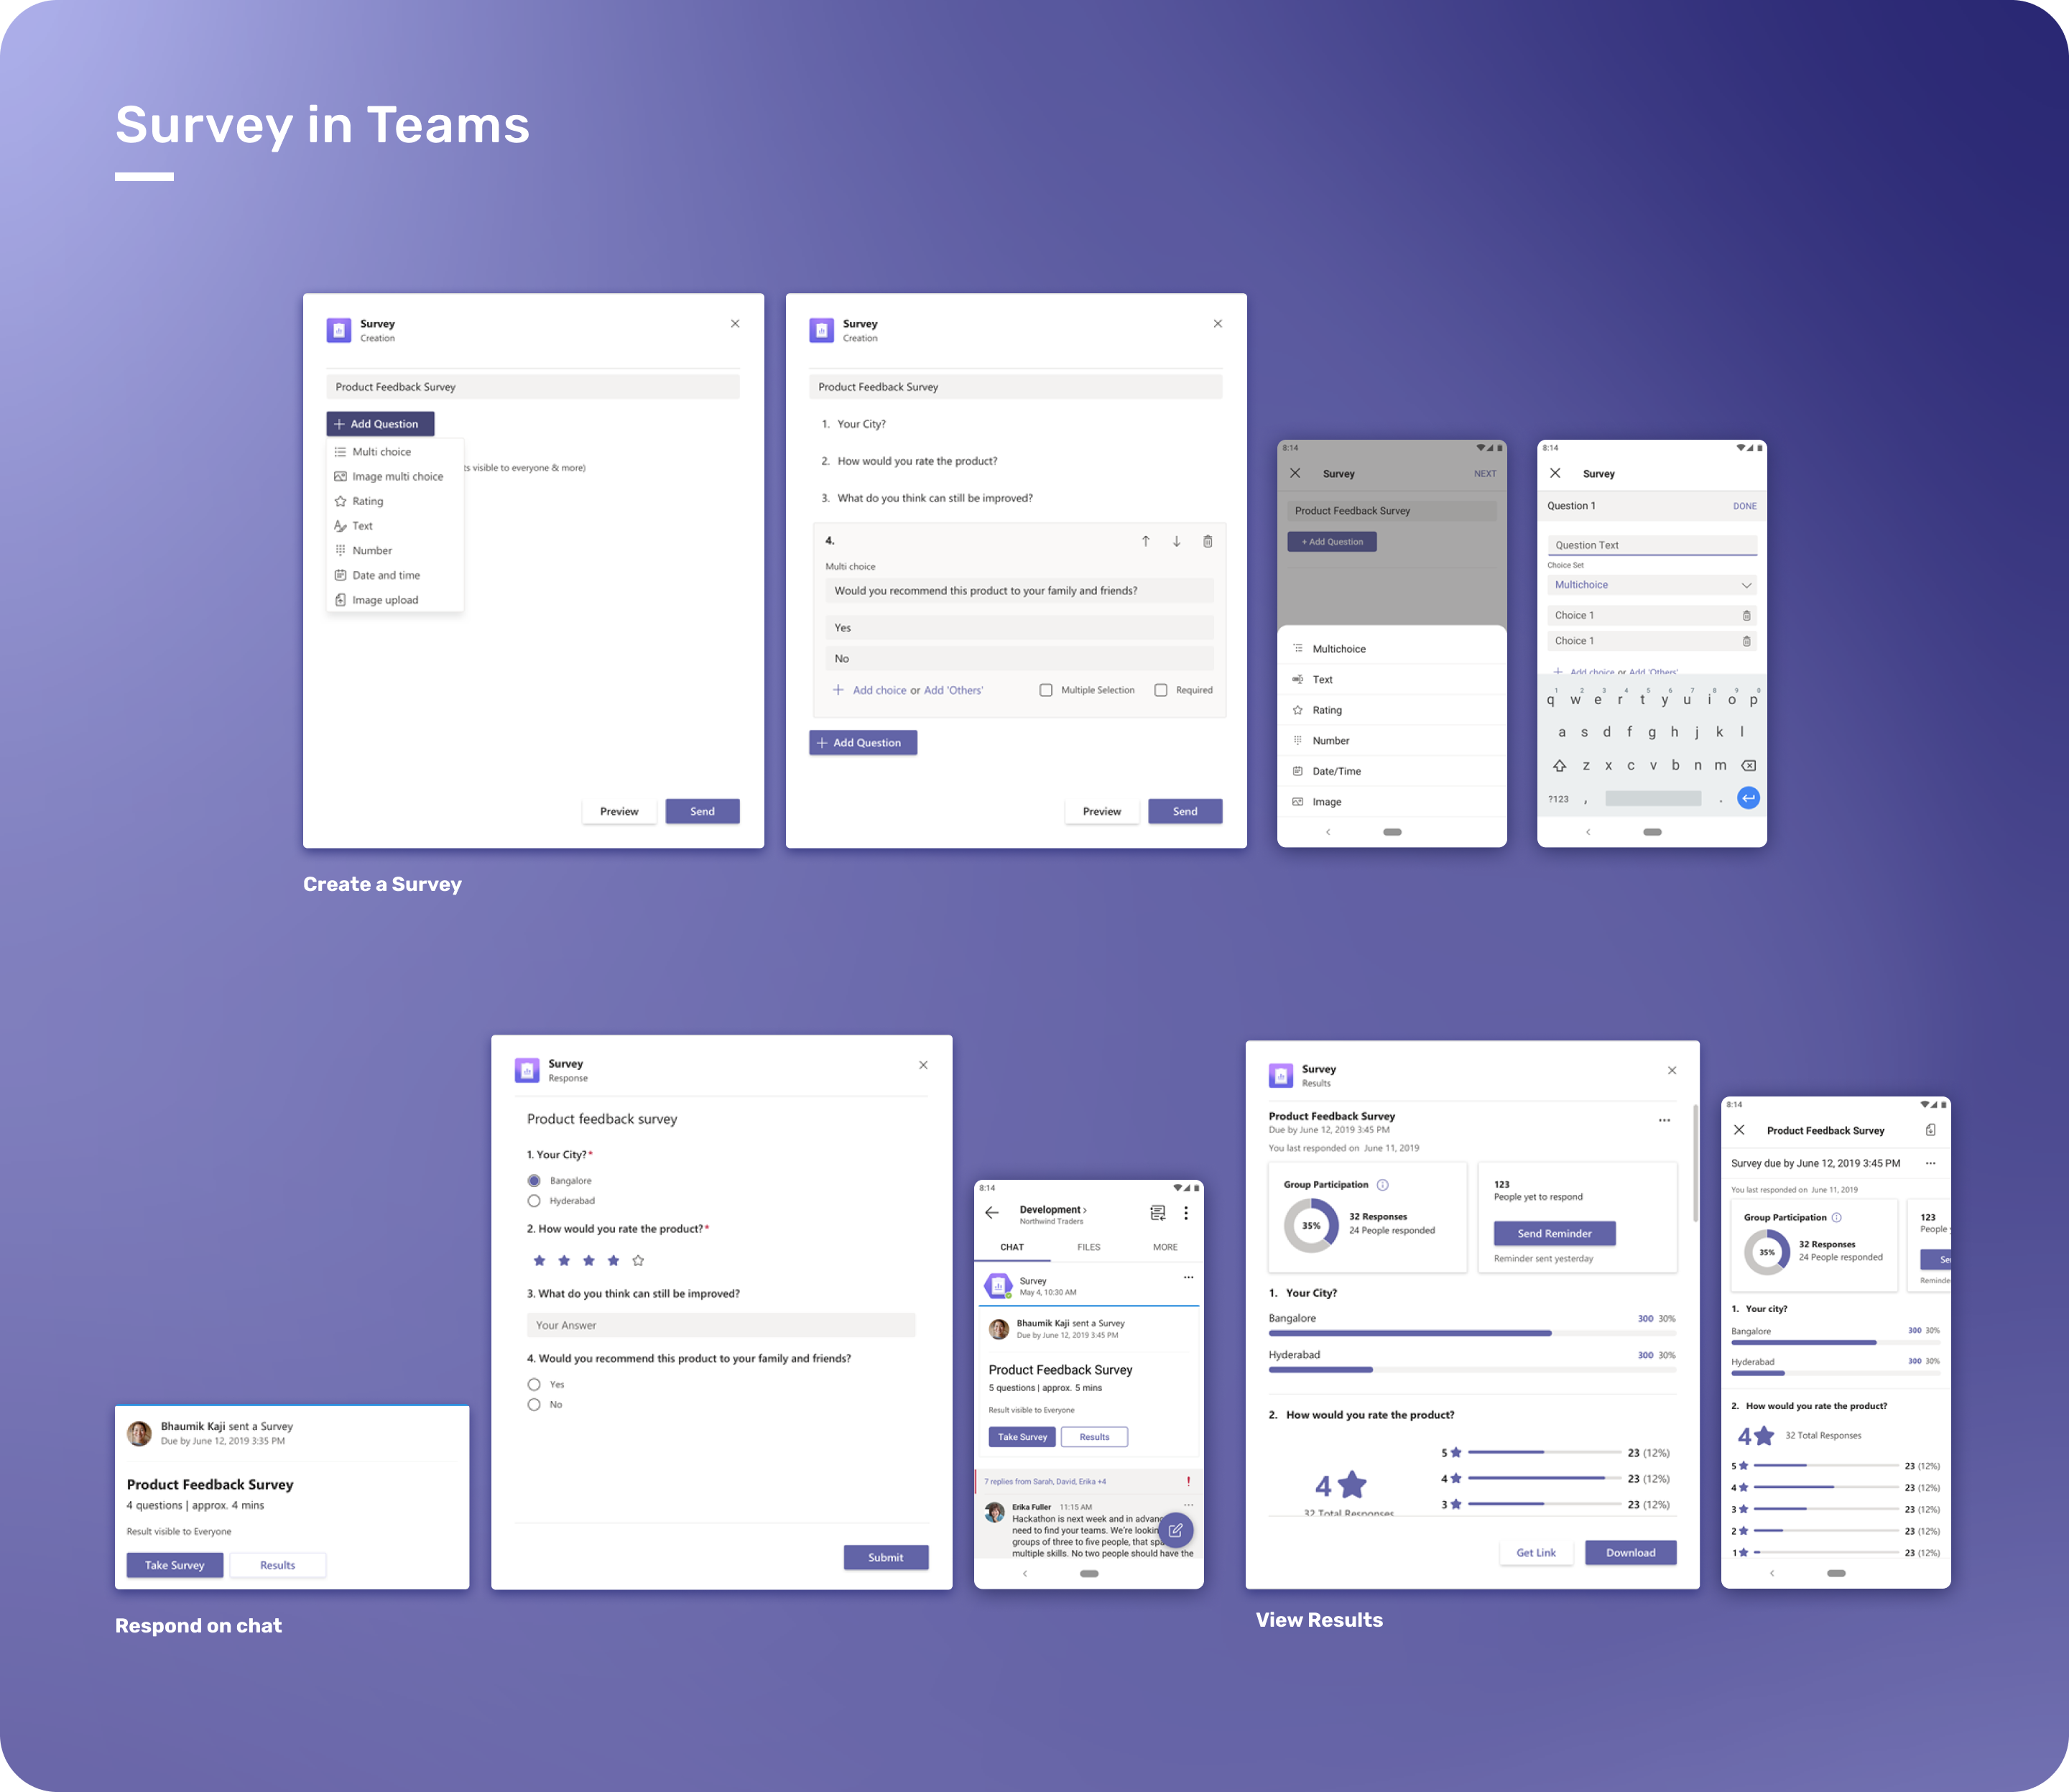 Survey in Teams
Survey
Creation
Product Feedback Survey
+ Add Question
Multi choice
ts visible to everyone & more)
Image multi choice
Rating
Text
Number
Date and time
Image upload
Preview
Send
Survey
Creation
Product Feedback Survey
1. Your City?
2. How would you rate the product?
3. What do you think can still be improved?
4.
Multi choice
Would you recommend this product to your family and friends?
Yes
No
+ Add choice or Add 'Others'
Multiple Selection
Required
+ Add Question
Preview
Send
8:14
Survey
NEXT
Product Feedback Survey
+ Add Question
Multichoice
Text
Rating
Number
Date/Time
Image
8:14
Survey
Question 1
DONE
Question Text
Choice Set
Multichoice
Choice 1
Choice 1
+ Add choice or Add 'Others'
1 2 3 4 5 6 7 8 9 0
q w e r t y u i o p
a s d f g h j k l
z x c v b n m
?123 , .
Create a Survey
Bhaumik Kaji sent a Survey
Due by June 12, 2019 3:35 PM
Product Feedback Survey
4 questions | approx. 4 mins
Result visible to Everyone
Take Survey
Results
Survey
Response
Product feedback survey
1. Your City?*
Bangalore
Hyderabad
2. How would you rate the product?*
3. What do you think can still be improved?
Your Answer
4. Would you recommend this product to your family and friends?
Yes
No
Submit
8:14
Development >
Northwind Traders
CHAT
FILES
MORE
Survey
May 4, 10:30 AM
Bhaumik Kaji sent a Survey
Due by June 12, 2019 3:45 PM
Product Feedback Survey
5 questions | approx. 5 mins
Result visible to Everyone
Take Survey
Results
7 replies from Sarah, David, Erika +4
!
Erika Fuller 11:15 AM
Hackathon is next week and in advanc
need to find your teams. We're lookin
groups of three to five people, that spa
multiple skills. No two people should have the
Respond on chat
Survey
Results
Product Feedback Survey
Due by June 12, 2019 3:45 PM
You last responded on June 11, 2019
Group Participation
35%
32 Responses
24 People responded
123
People yet to respond
Send Reminder
Reminder sent yesterday
1. Your City?
Bangalore
300 30%
Hyderabad
300 30%
2. How would you rate the product?
4
32 Total Responses
5 23 (12%)
4 23 (12%)
3 23 (12%)
Get Link
Download
8:14
Product Feedback Survey
Survey due by June 12, 2019 3:45 PM
You last responded on June 11, 2019
Group Participation
35%
32 Responses
24 People responded
123
People y
Se
Reminde
1. Your city?
Bangalore
300 30%
Hyderabad
300 30%
2. How would you rate the product?
4
32 Total Responses
5 23 (12%)
4 23 (12%)
3 23 (12%)
2 23 (12%)
1 23 (12%)
View Results